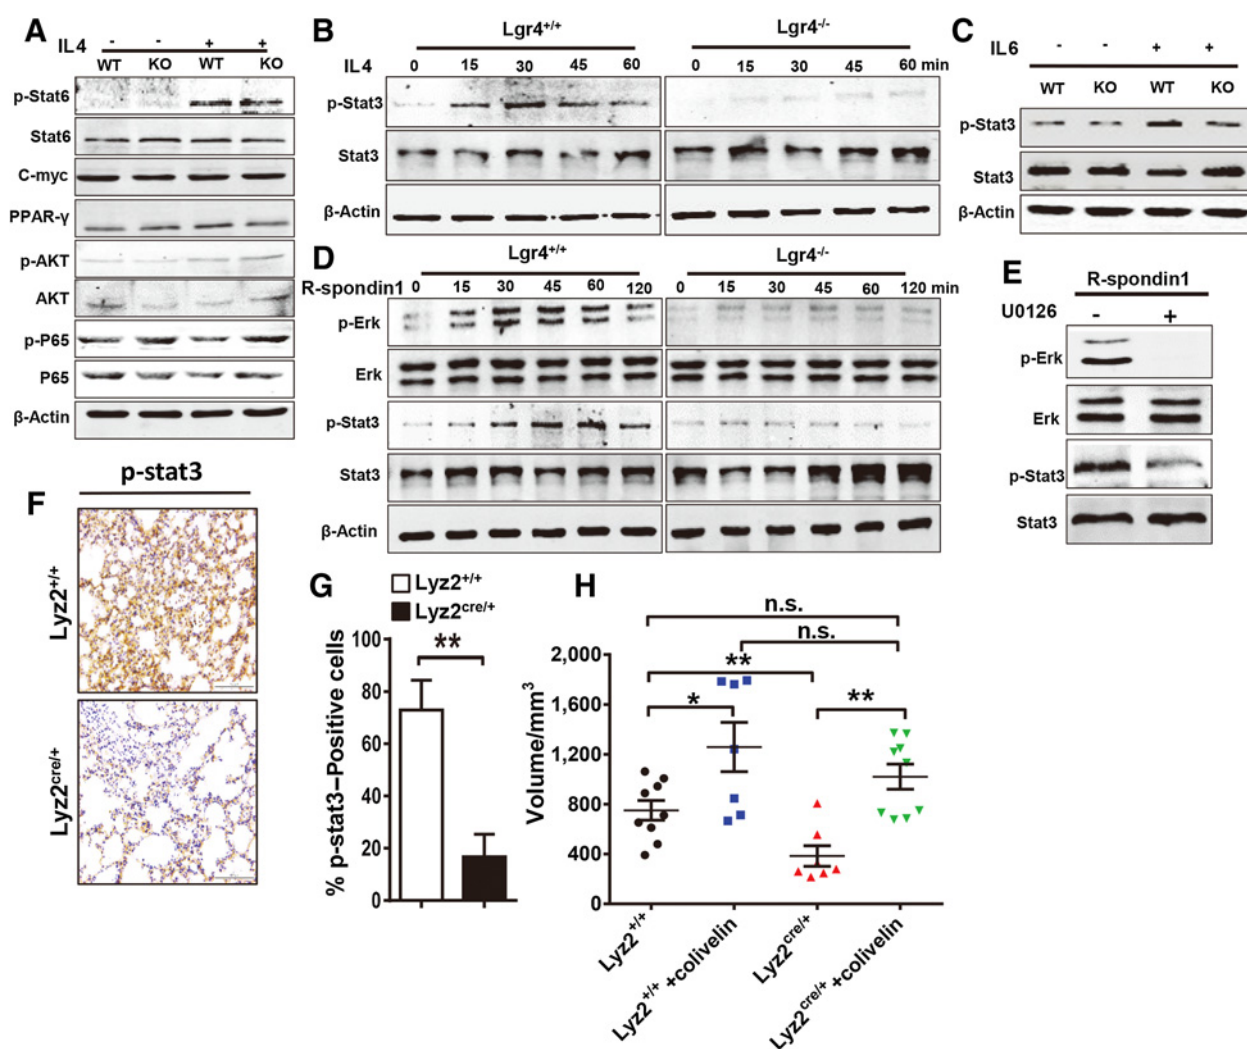 A
IL4 - - + +
WT KO WT KO
p-Stat6
Stat6
C-myc
PPAR-γ
p-AKT
AKT
p-P65
P65
β-Actin
B
Lgr4+/+ Lgr4-/-
IL4 0 15 30 45 60 0 15 30 45 60 min
p-Stat3
Stat3
β-Actin
C
IL6 - - + +
WT KO WT KO
p-Stat3
Stat3
β-Actin
D
Lgr4+/+ Lgr4-/-
R-spondin1 0 15 30 45 60 120 0 15 30 45 60 120 min
p-Erk
Erk
p-Stat3
Stat3
β-Actin
E
R-spondin1
U0126 - +
p-Erk
Erk
p-Stat3
Stat3
F
p-stat3
Lyz2+/+
Lyz2cre/+
G
Lyz2+/+
Lyz2cre/+
% p-stat3–Positive cells
100
80
60
40
20
0
**
H
Volume/mm3
2,000
1,600
1,200
800
400
0
n.s.
n.s.
**
*
**
Lyz2+/+
Lyz2+/+ +colivelin
Lyz2cre/+
Lyz2cre/+ +colivelin